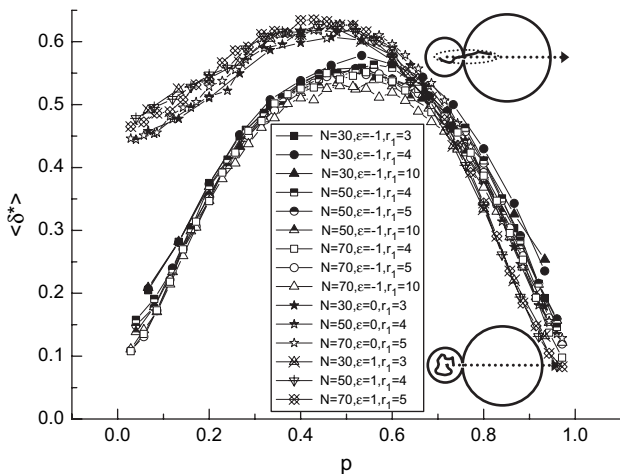 0.7
0.6
0.5
0.4
0.3
0.2
0.1
0.0
<δ*>
N=30,ε=-1,r₁=3
N=30,ε=-1,r₁=4
N=30,ε=-1,r₁=10
N=50,ε=-1,r₁=4
N=50,ε=-1,r₁=5
N=50,ε=-1,r₁=10
N=70,ε=-1,r₁=4
N=70,ε=-1,r₁=5
N=70,ε=-1,r₁=10
N=30,ε=0,r₁=3
N=50,ε=0,r₁=4
N=70,ε=0,r₁=5
N=30,ε=1,r₁=3
N=50,ε=1,r₁=4
N=70,ε=1,r₁=5
0.0 0.2 0.4 0.6 0.8 1.0
p